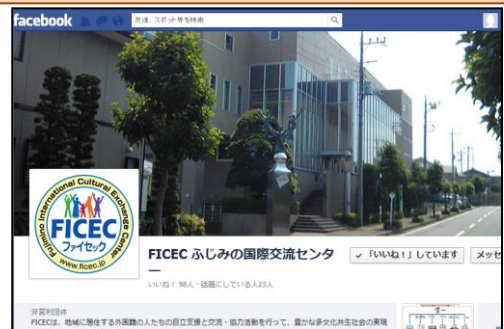 facebook
友達、スポット等を検索
Fujimino International Cultural Exchange Center
FICEC
ファイセック
www.ficec.jp
FICEC ふじみの国際交流センター
✓ 「いいね!」しています
メッセ
いいね! 98人・話題にしている人23人
非営利団体
FICECは、地域に居住する外国籍の人たちの自立支援と交流・協力活動を行って、豊かな多文化共生社会の実現